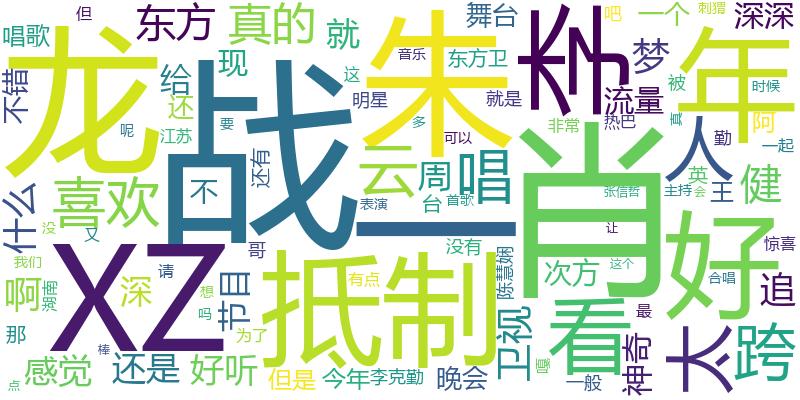 但
唱歌
东方
真的
就
舞台
吧
一个
刺猬
深深
不错
龙
战
朱
李
梦
年
给
现
音乐
东方卫
被
还
这
明星
就是
流量
阿
时候
呢
江苏
要
多
热巴
真
非常
可以
勤
一起
喜欢
不
还有
云
周
唱
人
英
健
什么
台
首歌
肖
张信哲
主持
会
王
表演
一
没
又
哥
没有
好
让
惊喜
我们
XZ
请
抵制
陈慧娴
次方
这个
合唱
追
啊
湖南
深
想
节目
有点
那
吗
卫视
看
最
太
跨
为了
感觉
还是
好听
但是
今年
李克勤
晚会
嘎
一般
神奇
点
棒